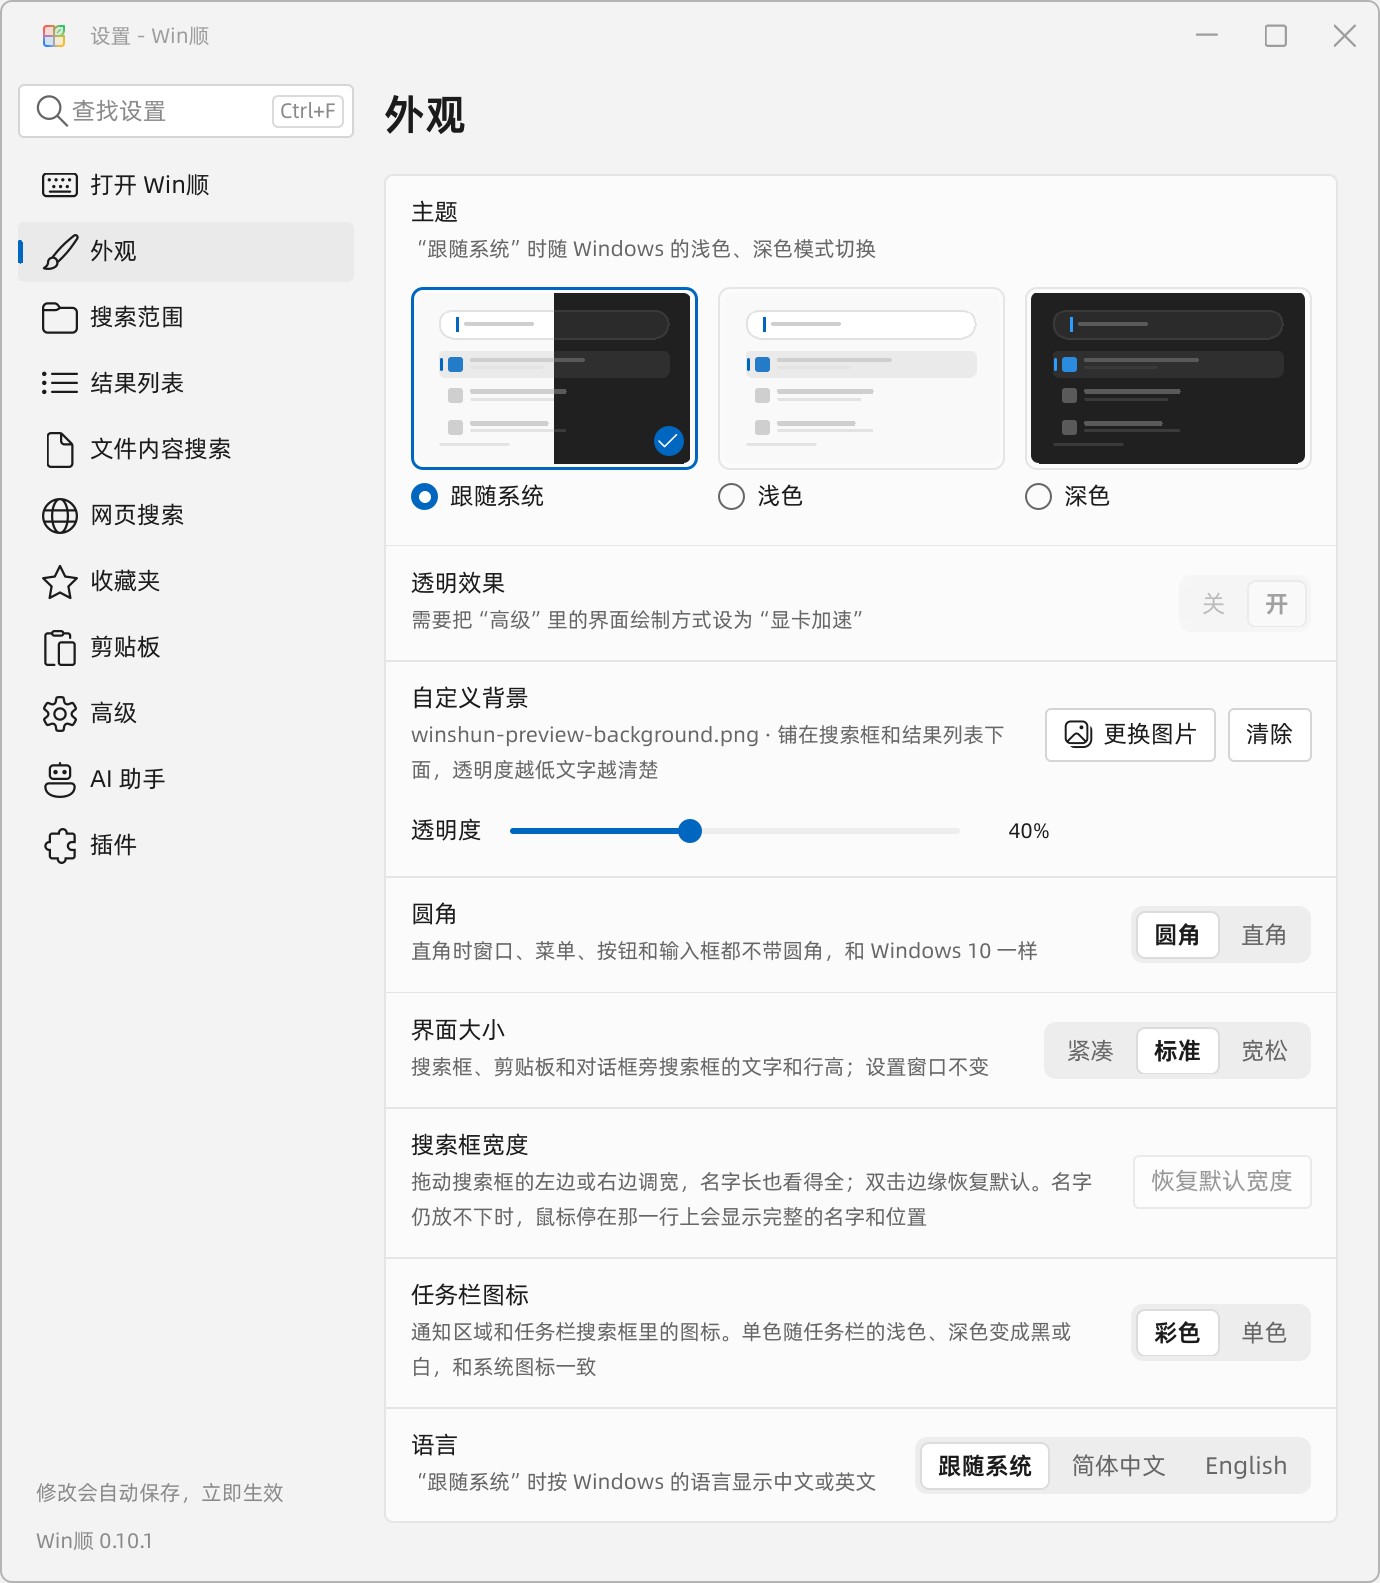 设置 - Win顺
查找设置
Ctrl+F
打开 Win顺
外观
搜索范围
结果列表
文件内容搜索
网页搜索
收藏夹
剪贴板
高级
AI 助手
插件
修改会自动保存，立即生效
Win顺 0.10.1
外观
主题
“跟随系统”时随 Windows 的浅色、深色模式切换
跟随系统
浅色
深色
透明效果
需要把“高级”里的界面绘制方式设为“显卡加速”
关
开
自定义背景
winshun-preview-background.png · 铺在搜索框和结果列表下
面，透明度越低文字越清楚
更换图片
清除
透明度
40%
圆角
直角时窗口、菜单、按钮和输入框都不带圆角，和 Windows 10 一样
圆角
直角
界面大小
搜索框、剪贴板和对话框旁搜索框的文字和行高；设置窗口不变
紧凑
标准
宽松
搜索框宽度
拖动搜索框的左边或右边调宽，名字长也看得全；双击边缘恢复默认。名字
仍放不下时，鼠标停在那一行上会显示完整的名字和位置
恢复默认宽度
任务栏图标
通知区域和任务栏搜索框里的图标。单色随任务栏的浅色、深色变成黑或
白，和系统图标一致
彩色
单色
语言
“跟随系统”时按 Windows 的语言显示中文或英文
跟随系统
简体中文
English